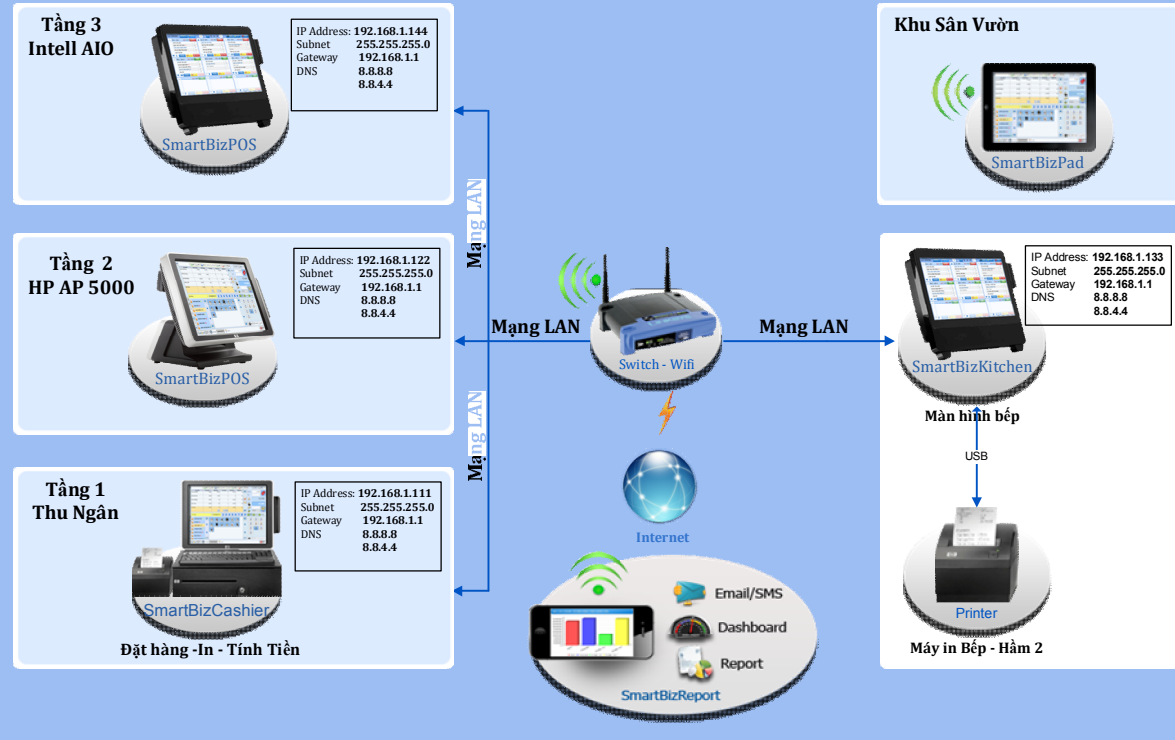 Tầng 3
Intell AIO
IP Address: 192.168.1.144
Subnet 255.255.255.0
Gateway 192.168.1.1
DNS 8.8.8.8
8.8.4.4
SmartBizPOS
Khu Sân Vườn
SmartBizPad
Mạng LAN
Tầng 2
HP AP 5000
IP Address: 192.168.1.122
Subnet 255.255.255.0
Gateway 192.168.1.1
DNS 8.8.8.8
8.8.4.4
SmartBizPOS
Mạng LAN
Switch - Wifi
Mạng LAN
IP Address: 192.168.1.133
Subnet 255.255.255.0
Gateway 192.168.1.1
DNS 8.8.8.8
8.8.4.4
SmartBizKitchen
Màn hình bếp
USB
Mạng LAN
Tầng 1
Thu Ngân
IP Address: 192.168.1.111
Subnet 255.255.255.0
Gateway 192.168.1.1
DNS 8.8.8.8
8.8.4.4
SmartBizCashier
Đặt hàng -In - Tính Tiền
Internet
Email/SMS
Dashboard
Report
SmartBizReport
Printer
Máy in Bếp - Hầm 2